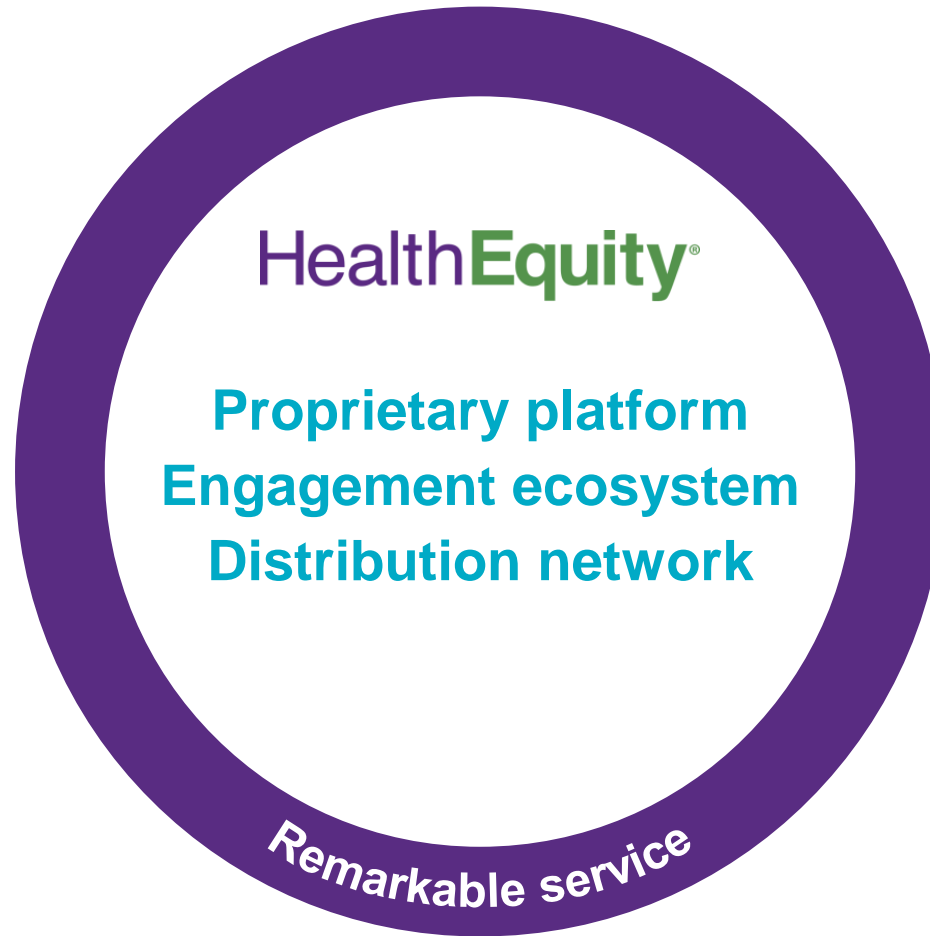 HealthEquity®
Proprietary platform
Engagement ecosystem
Distribution network
Remarkable service